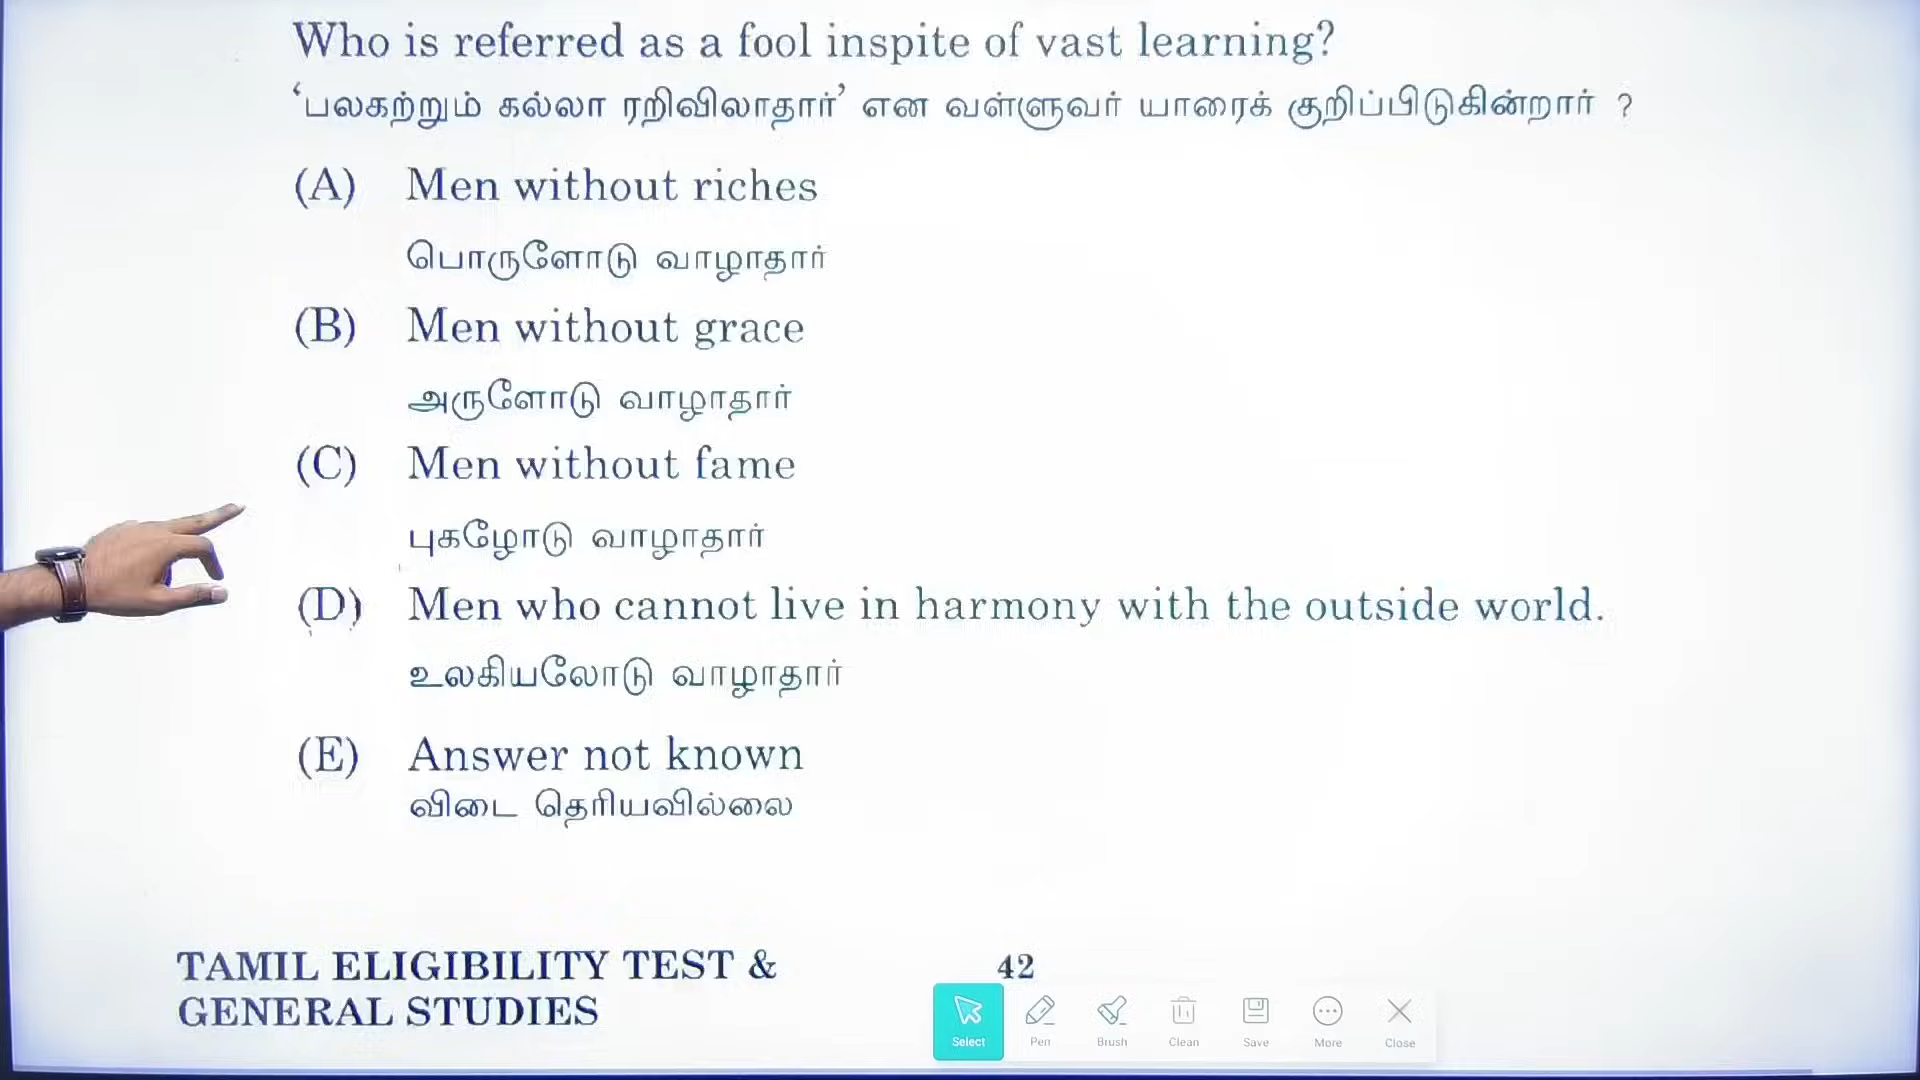 Who is referred as a fool inspite of vast learning?
‘பலகற்றும் கல்லா ரறிவிலாதார்’ என வள்ளுவர் யாரைக் குறிப்பிடுகின்றார் ?
(A) Men without riches
பொருளோடு வாழாதார்
(B) Men without grace
அருளோடு வாழாதார்
(C) Men without fame
புகழோடு வாழாதார்
(D) Men who cannot live in harmony with the outside world.
உலகியலோடு வாழாதார்
(E) Answer not known
விடை தெரியவில்லை
TAMIL ELIGIBILITY TEST & 42
GENERAL STUDIES
Select Pen Brush Clean Save More Close